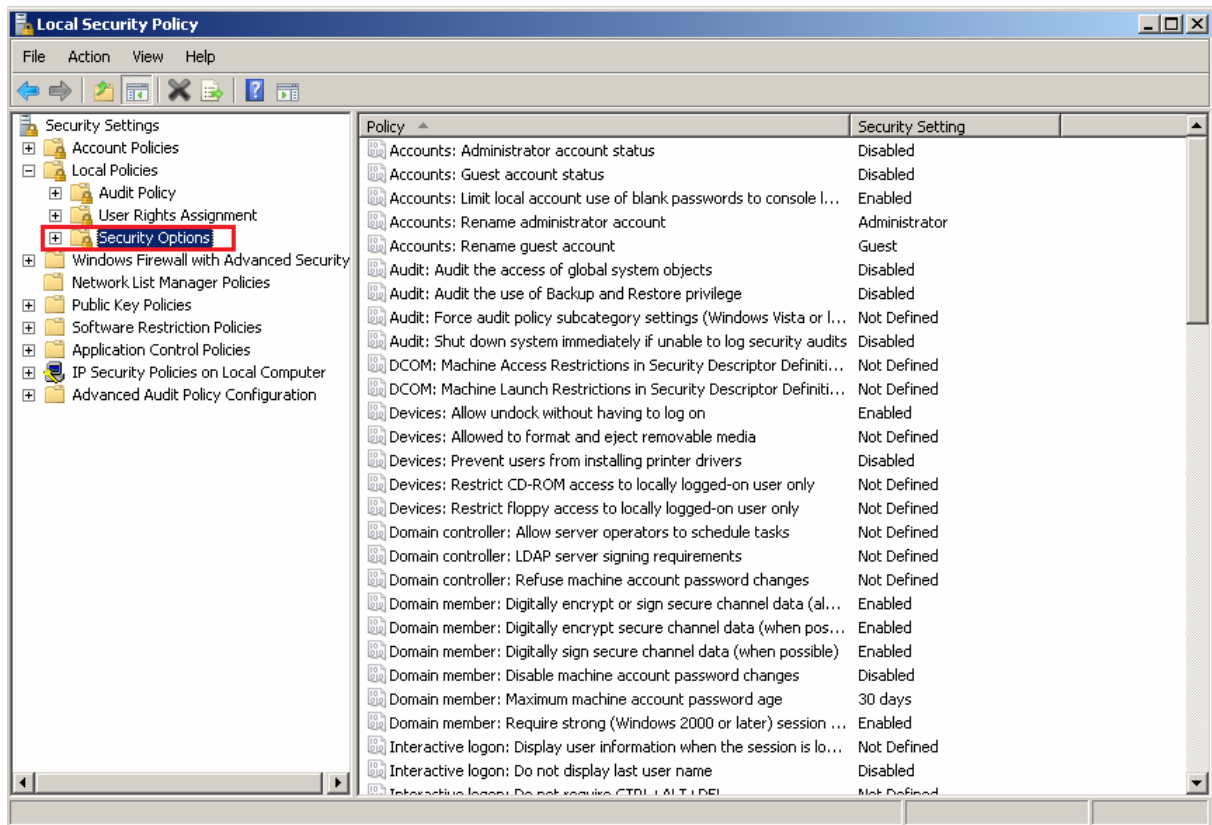 Local Security Policy
File Action View Help
Security Settings
Account Policies
Local Policies
Audit Policy
User Rights Assignment
Security Options
Windows Firewall with Advanced Security
Network List Manager Policies
Public Key Policies
Software Restriction Policies
Application Control Policies
IP Security Policies on Local Computer
Advanced Audit Policy Configuration
Policy Security Setting
Accounts: Administrator account status Disabled
Accounts: Guest account status Disabled
Accounts: Limit local account use of blank passwords to console l... Enabled
Accounts: Rename administrator account Administrator
Accounts: Rename guest account Guest
Audit: Audit the access of global system objects Disabled
Audit: Audit the use of Backup and Restore privilege Disabled
Audit: Force audit policy subcategory settings (Windows Vista or l... Not Defined
Audit: Shut down system immediately if unable to log security audits Disabled
DCOM: Machine Access Restrictions in Security Descriptor Definiti... Not Defined
DCOM: Machine Launch Restrictions in Security Descriptor Definiti... Not Defined
Devices: Allow undock without having to log on Enabled
Devices: Allowed to format and eject removable media Not Defined
Devices: Prevent users from installing printer drivers Disabled
Devices: Restrict CD-ROM access to locally logged-on user only Not Defined
Devices: Restrict floppy access to locally logged-on user only Not Defined
Domain controller: Allow server operators to schedule tasks Not Defined
Domain controller: LDAP server signing requirements Not Defined
Domain controller: Refuse machine account password changes Not Defined
Domain member: Digitally encrypt or sign secure channel data (al... Enabled
Domain member: Digitally encrypt secure channel data (when pos... Enabled
Domain member: Digitally sign secure channel data (when possible) Enabled
Domain member: Disable machine account password changes Disabled
Domain member: Maximum machine account password age 30 days
Domain member: Require strong (Windows 2000 or later) session ... Enabled
Interactive logon: Display user information when the session is lo... Not Defined
Interactive logon: Do not display last user name Disabled
Interactive logon: Do not require CTRL+ALT+DEL Not Defined